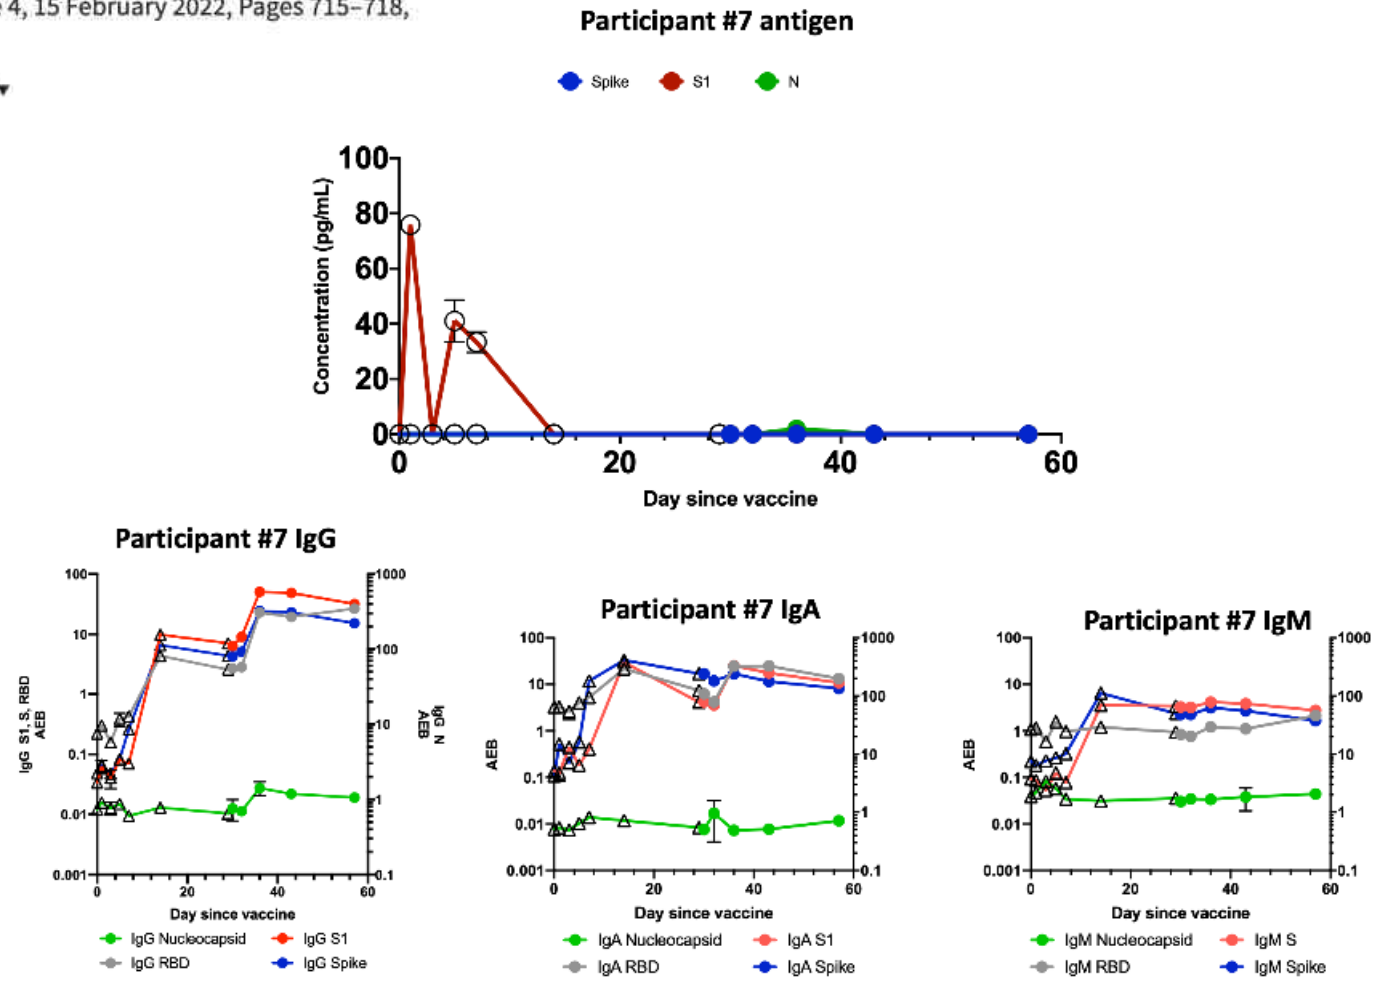 4, 15 February 2022, Pages 715–718,
Participant #7 antigen
Spike S1 N
Concentration (pg/mL)
100
80
60
40
20
0
0 20 40 60
Day since vaccine
Participant #7 IgG
IgG S1, S, RBD
AEB
100
10
1
0.1
0.01
0.001
1000
100
10
1
0.1
IgG N
AEB
0 20 40 60
Day since vaccine
IgG Nucleocapsid IgG S1
IgG RBD IgG Spike
Participant #7 IgA
AEB
100
10
1
0.1
0.01
0.001
1000
100
10
1
0.1
0 20 40 60
Day since vaccine
IgA Nucleocapsid IgA S1
IgA RBD IgA Spike
Participant #7 IgM
AEB
100
10
1
0.1
0.01
0.001
1000
100
10
1
0.1
0 20 40 60
Day since vaccine
IgM Nucleocapsid IgM S
IgM RBD IgM Spike